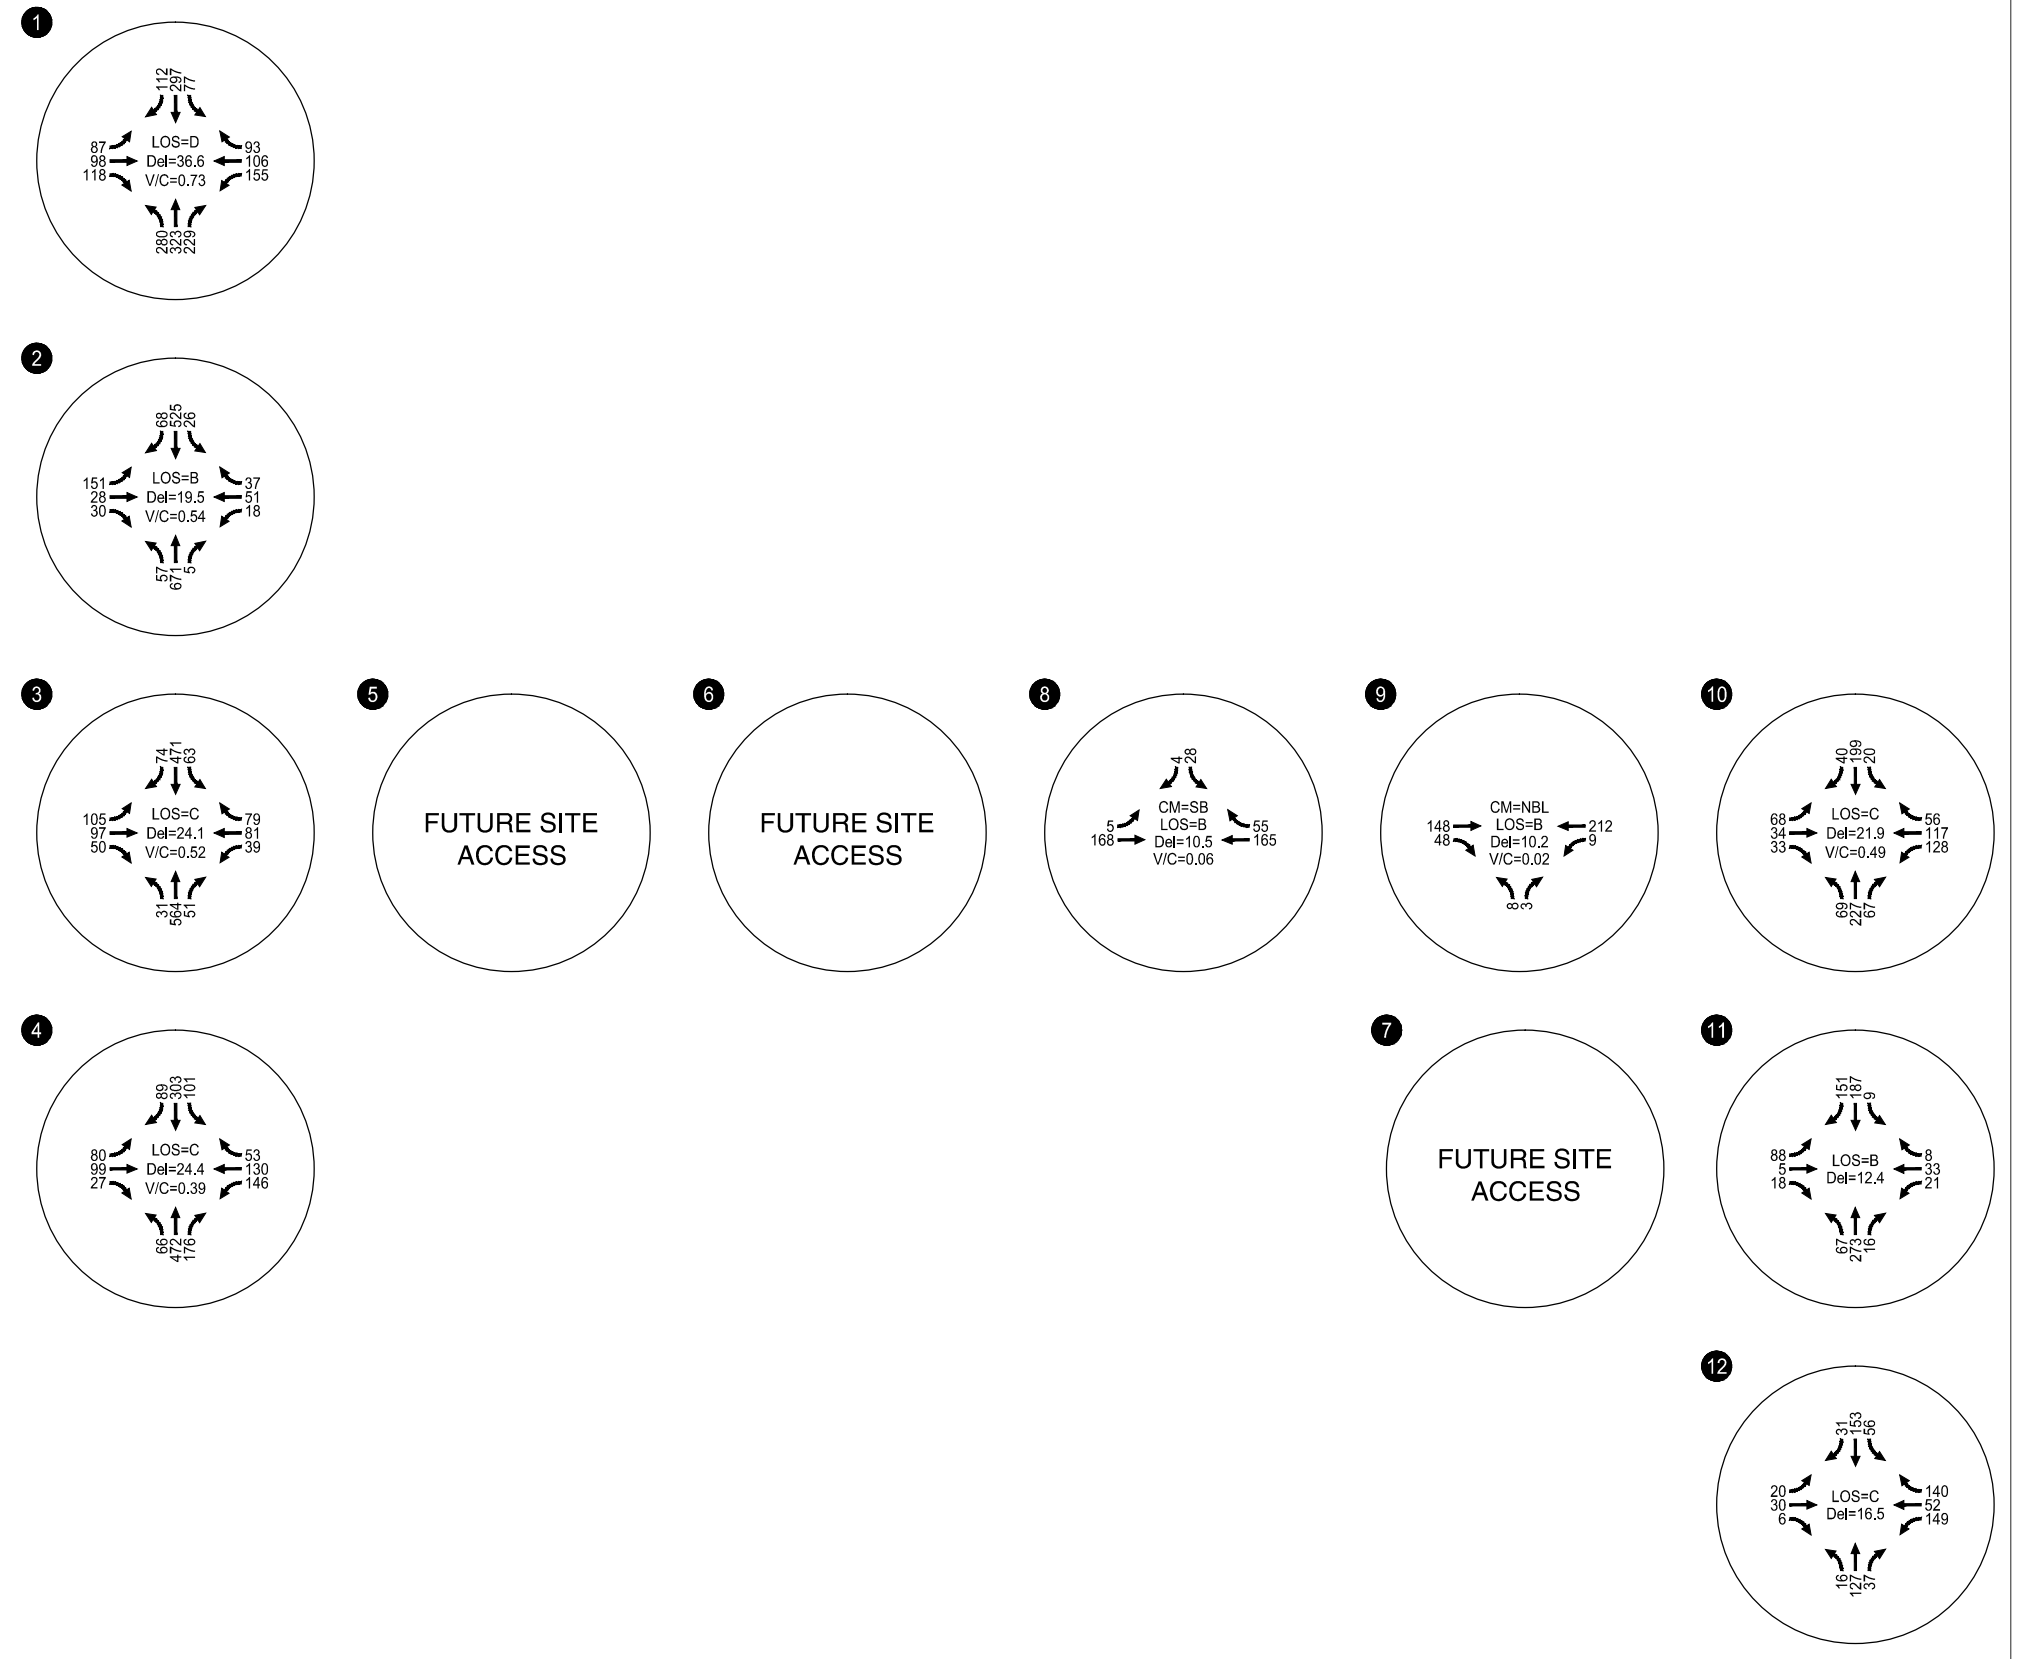 1
112 297 77
87 LOS=D 93
98 Del=36.6 106
118 V/C=0.73 155
280 323 229
2
68 525 26
151 LOS=B 37
28 Del=19.5 51
30 V/C=0.54 18
57 671 5
3 5 6 8 9 10
74 471 63
105 LOS=C 79
97 Del=24.1 81
50 V/C=0.52 39
31 564 51
FUTURE SITE
ACCESS
FUTURE SITE
ACCESS
4 28
CM=SB
5 LOS=B 55
168 Del=10.5 165
V/C=0.06
CM=NBL
148 LOS=B 212
48 Del=10.2 9
V/C=0.02
8 3
40 199 20
68 LOS=C 56
34 Del=21.9 117
33 V/C=0.49 128
69 227 67
4 7 11
89 303 101
80 LOS=C 53
99 Del=24.4 130
27 V/C=0.39 146
66 472 176
FUTURE SITE
ACCESS
151 187 9
88 LOS=B 8
5 Del=12.4 33
18 21
67 273 16
12
31 153 56
20 LOS=C 140
30 Del=16.5 52
6 149
16 127 37